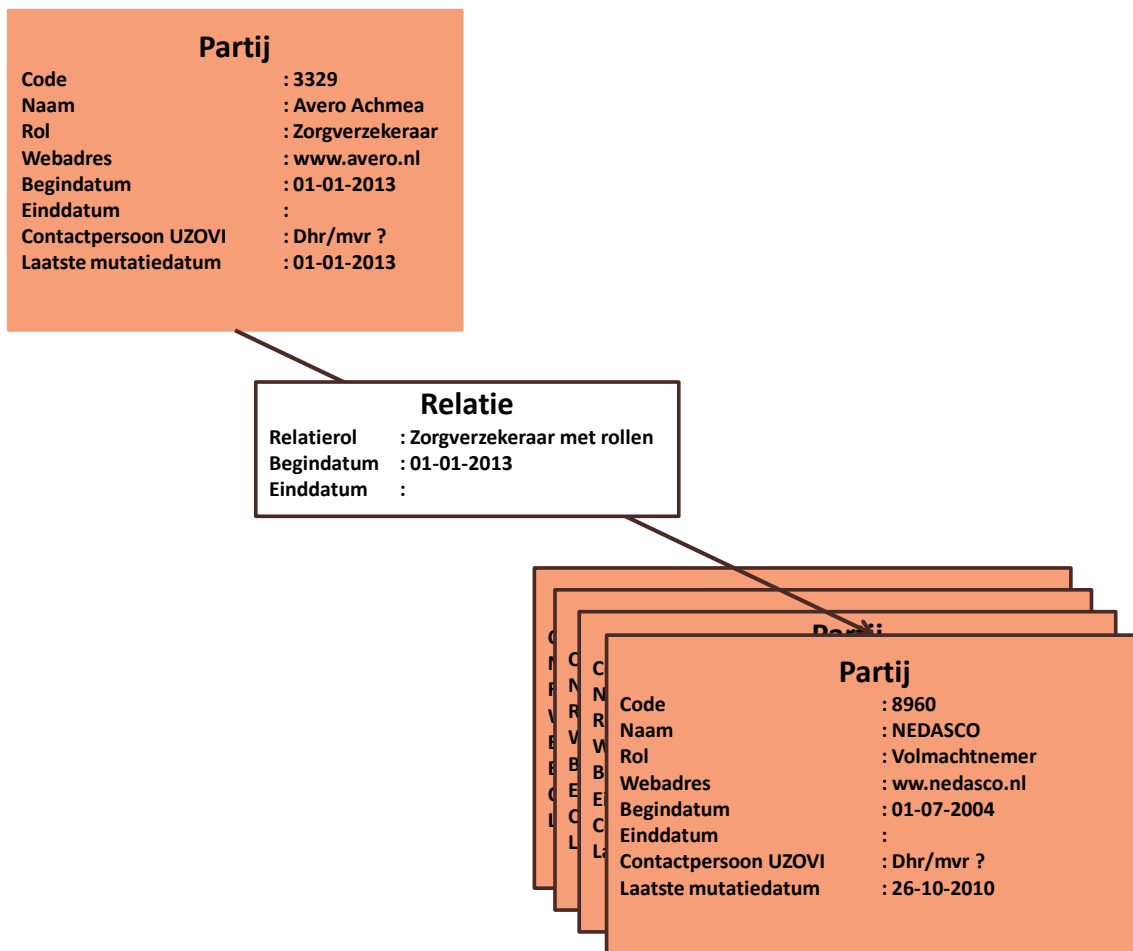 Partij
Code : 3329
Naam : Avero Achmea
Rol : Zorgverzekeraar
Webadres : www.avero.nl
Begindatum : 01-01-2013
Einddatum :
Contactpersoon UZOVI : Dhr/mvr ?
Laatste mutatiedatum : 01-01-2013
Relatie
Relatierol : Zorgverzekeraar met rollen
Begindatum : 01-01-2013
Einddatum :
Partij
Code : 8960
Naam : NEDASCO
Rol : Volmachtnemer
Webadres : ww.nedasco.nl
Begindatum : 01-07-2004
Einddatum :
Contactpersoon UZOVI : Dhr/mvr ?
Laatste mutatiedatum : 26-10-2010